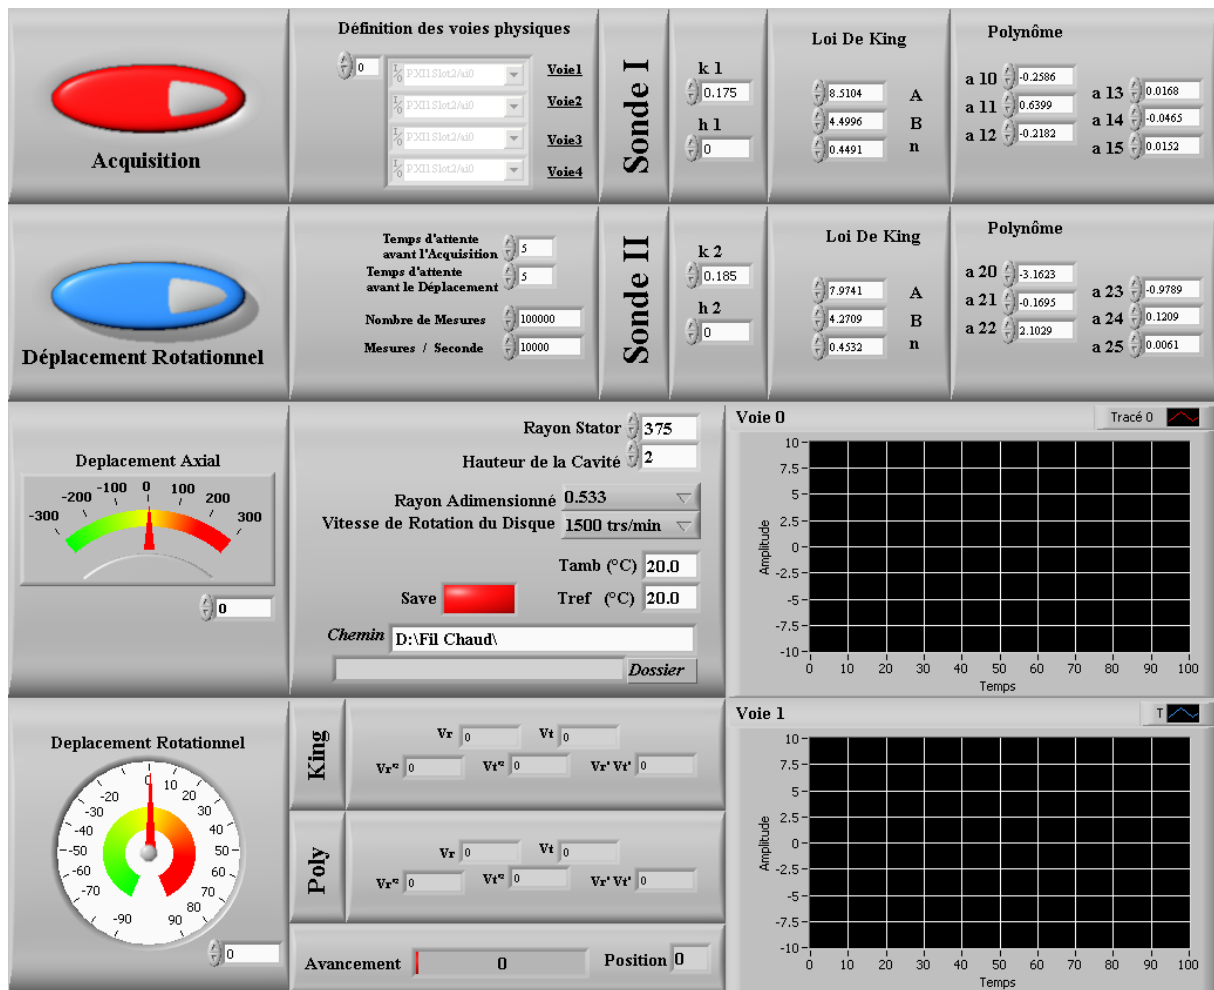 Acquisition
Définition des voies physiques
0
PXI1Slot2/ai0 Voie1
PXI1Slot2/ai0 Voie2
PXI1Slot2/ai0 Voie3
PXI1Slot2/ai0 Voie4
Sonde I
k 1
0.175
h 1
0
Loi De King
8.5104 A
4.4996 B
0.4491 n
Polynôme
a 10 -0.2586
a 11 0.6399
a 12 -0.2182
a 13 0.0168
a 14 -0.0465
a 15 0.0152
Déplacement Rotationnel
Temps d'attente
avant l'Acquisition 5
Temps d'attente
avant le Déplacement 5
Nombre de Mesures 100000
Mesures / Seconde 10000
Sonde II
k 2
0.185
h 2
0
Loi De King
7.9741 A
4.2709 B
0.4532 n
Polynôme
a 20 -3.1623
a 21 -0.1695
a 22 2.1029
a 23 -0.9789
a 24 0.1209
a 25 0.0061
Deplacement Axial
-300 -200 -100 0 100 200 300
0
Rayon Stator 375
Hauteur de la Cavité 2
Rayon Adimensionné 0.533
Vitesse de Rotation du Disque 1500 trs/min
Tamb (°C) 20.0
Save Tref (°C) 20.0
Chemin D:\Fil Chaud\
Dossier
Voie 0 Tracé 0
10
7.5
5
2.5
0
-2.5
-5
-7.5
-10
Amplitude
0 10 20 30 40 50 60 70 80 90 100
Temps
Deplacement Rotationnel
-90 -70 -60 -50 -40 -30 -20 0 10 20 30 40 50 60 70 80 90
0
King
Vr 0 Vt 0
Vr'² 0 Vt'² 0 Vr' Vt' 0
Poly
Vr 0 Vt 0
Vr'² 0 Vt'² 0 Vr' Vt' 0
Avancement 0 Position 0
Voie 1 T
10
7.5
5
2.5
0
-2.5
-5
-7.5
-10
Amplitude
0 10 20 30 40 50 60 70 80 90 100
Temps